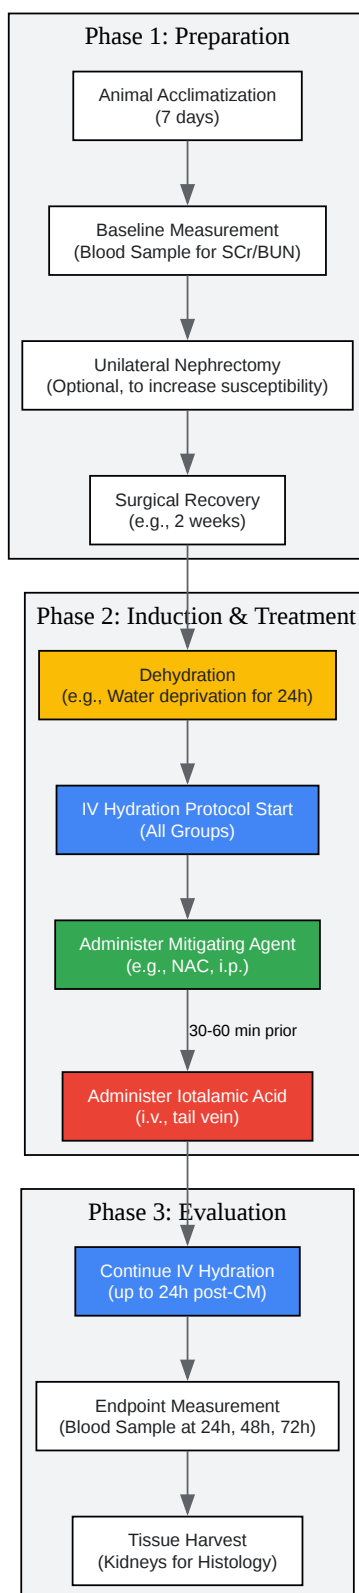 Phase 1: Preparation
Animal Acclimatization
(7 days)
Baseline Measurement
(Blood Sample for SCr/BUN)
Unilateral Nephrectomy
(Optional, to increase susceptibility)
Surgical Recovery
(e.g., 2 weeks)
Phase 2: Induction & Treatment
Dehydration
(e.g., Water deprivation for 24h)
IV Hydration Protocol Start
(All Groups)
Administer Mitigating Agent
(e.g., NAC, i.p.)
30-60 min prior
Administer Iotalamic Acid
(i.v., tail vein)
Phase 3: Evaluation
Continue IV Hydration
(up to 24h post-CM)
Endpoint Measurement
(Blood Sample at 24h, 48h, 72h)
Tissue Harvest
(Kidneys for Histology)